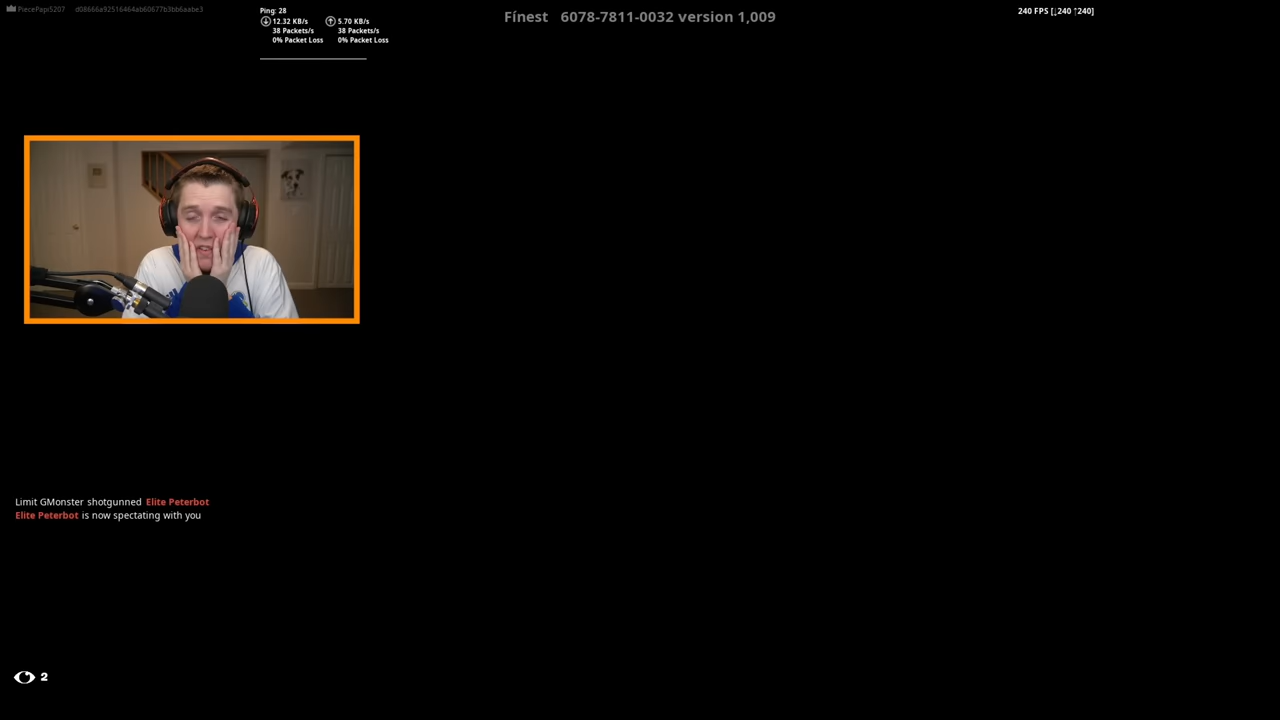 PiecePapi5207 d08666a92516464ab60677b3bb6aabe3
Ping: 28
12.32 KB/s 5.70 KB/s
38 Packets/s 38 Packets/s
0% Packet Loss 0% Packet Loss
Fínest 6078-7811-0032 version 1,009
240 FPS [↓240 ↑240]
Limit GMonster shotgunned Elite Peterbot
Elite Peterbot is now spectating with you
2